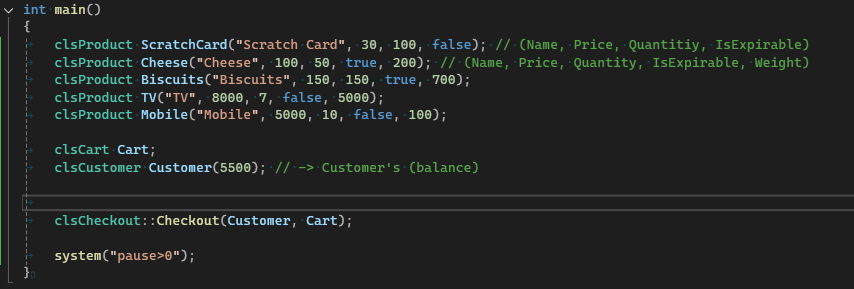 int main()
{
clsProduct ScratchCard("Scratch Card", 30, 100, false); // (Name, Price, Quantitiy, IsExpirable)
clsProduct Cheese("Cheese", 100, 50, true, 200); // (Name, Price, Quantity, IsExpirable, Weight)
clsProduct Biscuits("Biscuits", 150, 150, true, 700);
clsProduct TV("TV", 8000, 7, false, 5000);
clsProduct Mobile("Mobile", 5000, 10, false, 100);
clsCart Cart;
clsCustomer Customer(5500); // -> Customer's (balance)
clsCheckout::Checkout(Customer, Cart);
system("pause>0");
}